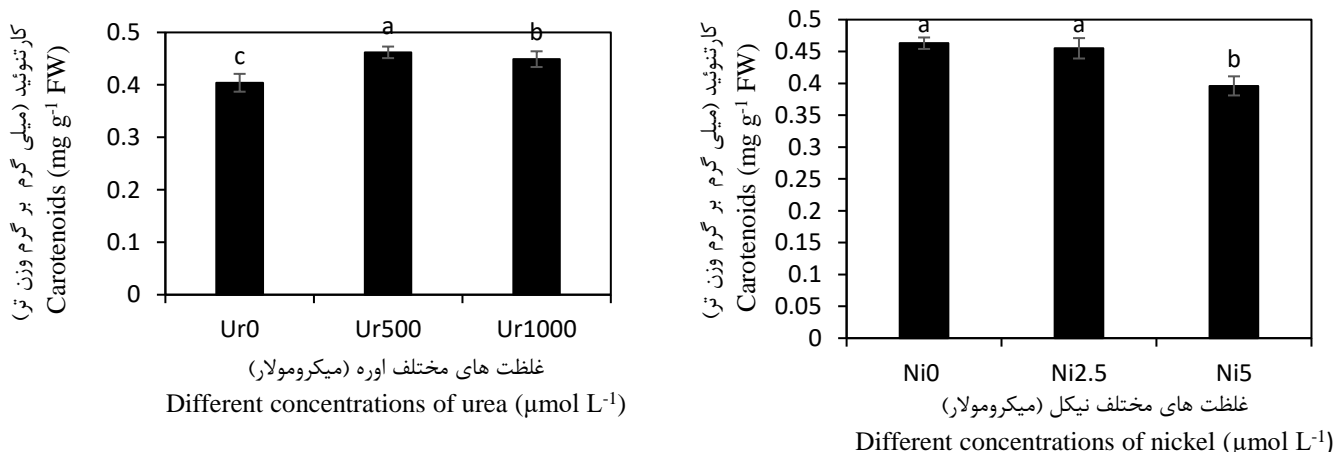 کارتنوئید (میلی گرم بر گرم وزن تر)
Carotenoids (mg g-1 FW)
0.5
0.4
0.3
0.2
0.1
0
c
a
b
Ur0 Ur500 Ur1000
غلظت های مختلف اوره (میکرومولار)
Different concentrations of urea (µmol L-1)
کارتنوئید (میلی گرم بر گرم وزن تر)
Carotenoids (mg g-1 FW)
0.5
0.45
0.4
0.35
0.3
0.25
0.2
0.15
0.1
0.05
0
a
a
b
Ni0 Ni2.5 Ni5
غلظت های مختلف نیکل (میکرومولار)
Different concentrations of nickel (µmol L-1)